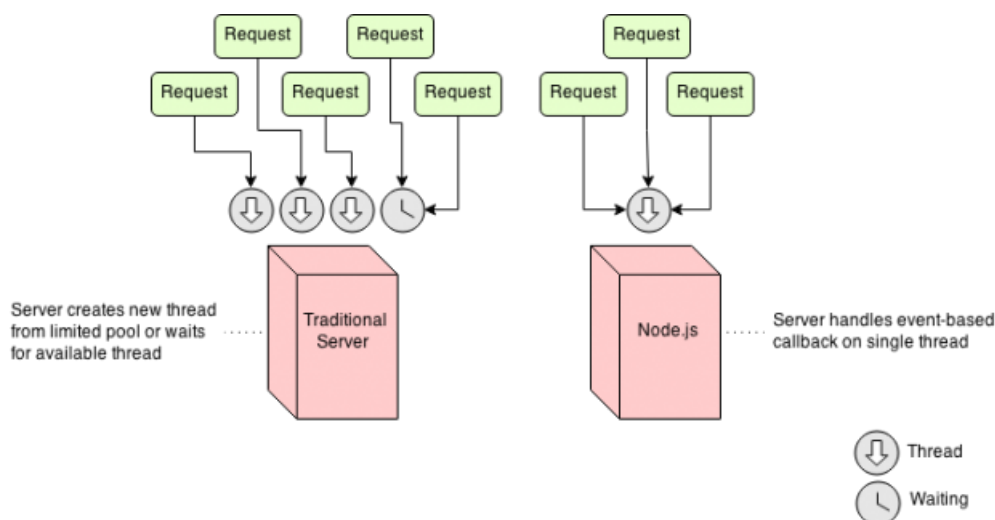 Request
Request
Request
Request
Request
Request
Request
Request
Server creates new thread
from limited pool or waits
for available thread
Traditional
Server
Node.js
Server handles event-based
callback on single thread
Thread
Waiting